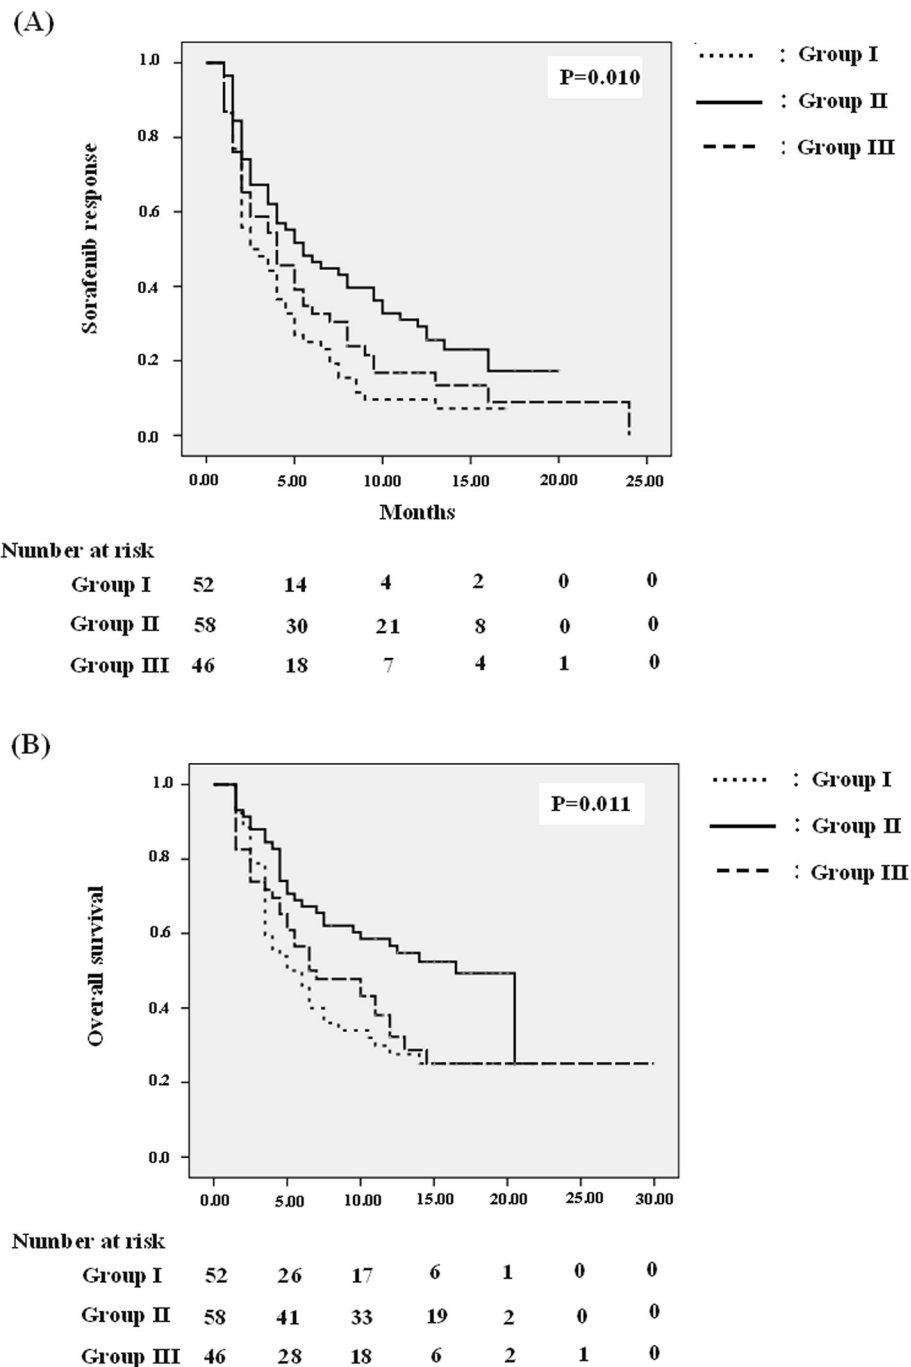 (A)
1.0
0.8
0.6
0.4
0.2
0.0
Sorafenib response
P=0.010
: Group I
: Group II
: Group III
0.00 5.00 10.00 15.00 20.00 25.00
Months
Number at risk
Group I 52 14 4 2 0 0
Group II 58 30 21 8 0 0
Group III 46 18 7 4 1 0
(B)
1.0
0.8
0.6
0.4
0.2
0.0
Overall survival
P=0.011
: Group I
: Group II
: Group III
0.00 5.00 10.00 15.00 20.00 25.00 30.00
Number at risk
Group I 52 26 17 6 1 0 0
Group II 58 41 33 19 2 0 0
Group III 46 28 18 6 2 1 0